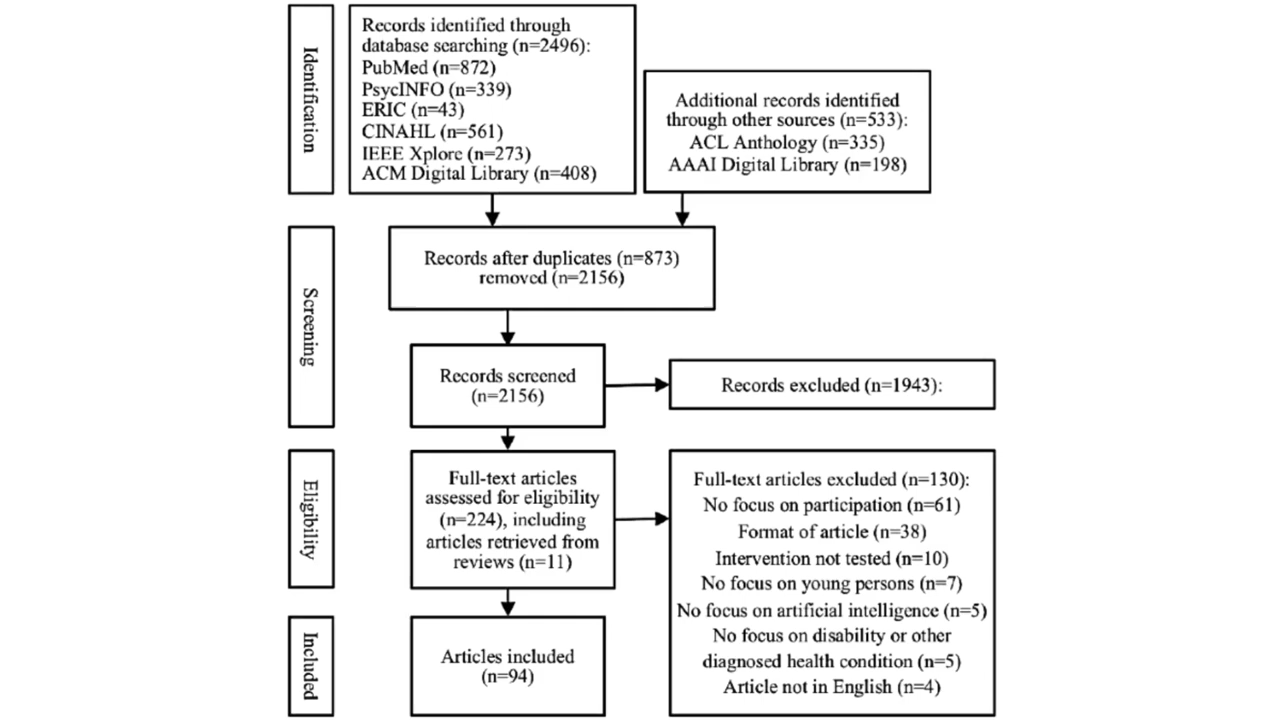 Identification
Records identified through
database searching (n=2496):
PubMed (n=872)
PsycINFO (n=339)
ERIC (n=43)
CINAHL (n=561)
IEEE Xplore (n=273)
ACM Digital Library (n=408)
Additional records identified
through other sources (n=533):
ACL Anthology (n=335)
AAAI Digital Library (n=198)
Screening
Records after duplicates (n=873)
removed (n=2156)
Records screened
(n=2156)
Records excluded (n=1943):
Eligibility
Full-text articles
assessed for eligibility
(n=224), including
articles retrieved from
reviews (n=11)
Full-text articles excluded (n=130):
No focus on participation (n=61)
Format of article (n=38)
Intervention not tested (n=10)
No focus on young persons (n=7)
No focus on artificial intelligence (n=5)
No focus on disability or other
diagnosed health condition (n=5)
Article not in English (n=4)
Included
Articles included
(n=94)